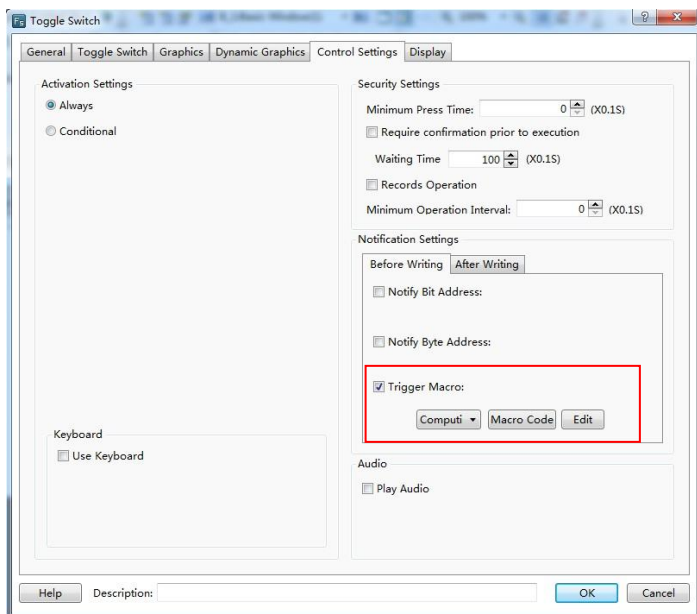 Toggle Switch
General Toggle Switch Graphics Dynamic Graphics Control Settings Display
Activation Settings
Always
Conditional
Keyboard
Use Keyboard
Security Settings
Minimum Press Time: 0 (X0.1S)
Require confirmation prior to execution
Waiting Time 100 (X0.1S)
Records Operation
Minimum Operation Interval: 0 (X0.1S)
Notification Settings
Before Writing After Writing
Notify Bit Address:
Notify Byte Address:
Trigger Macro:
Computi Macro Code Edit
Audio
Play Audio
Help Description: OK Cancel